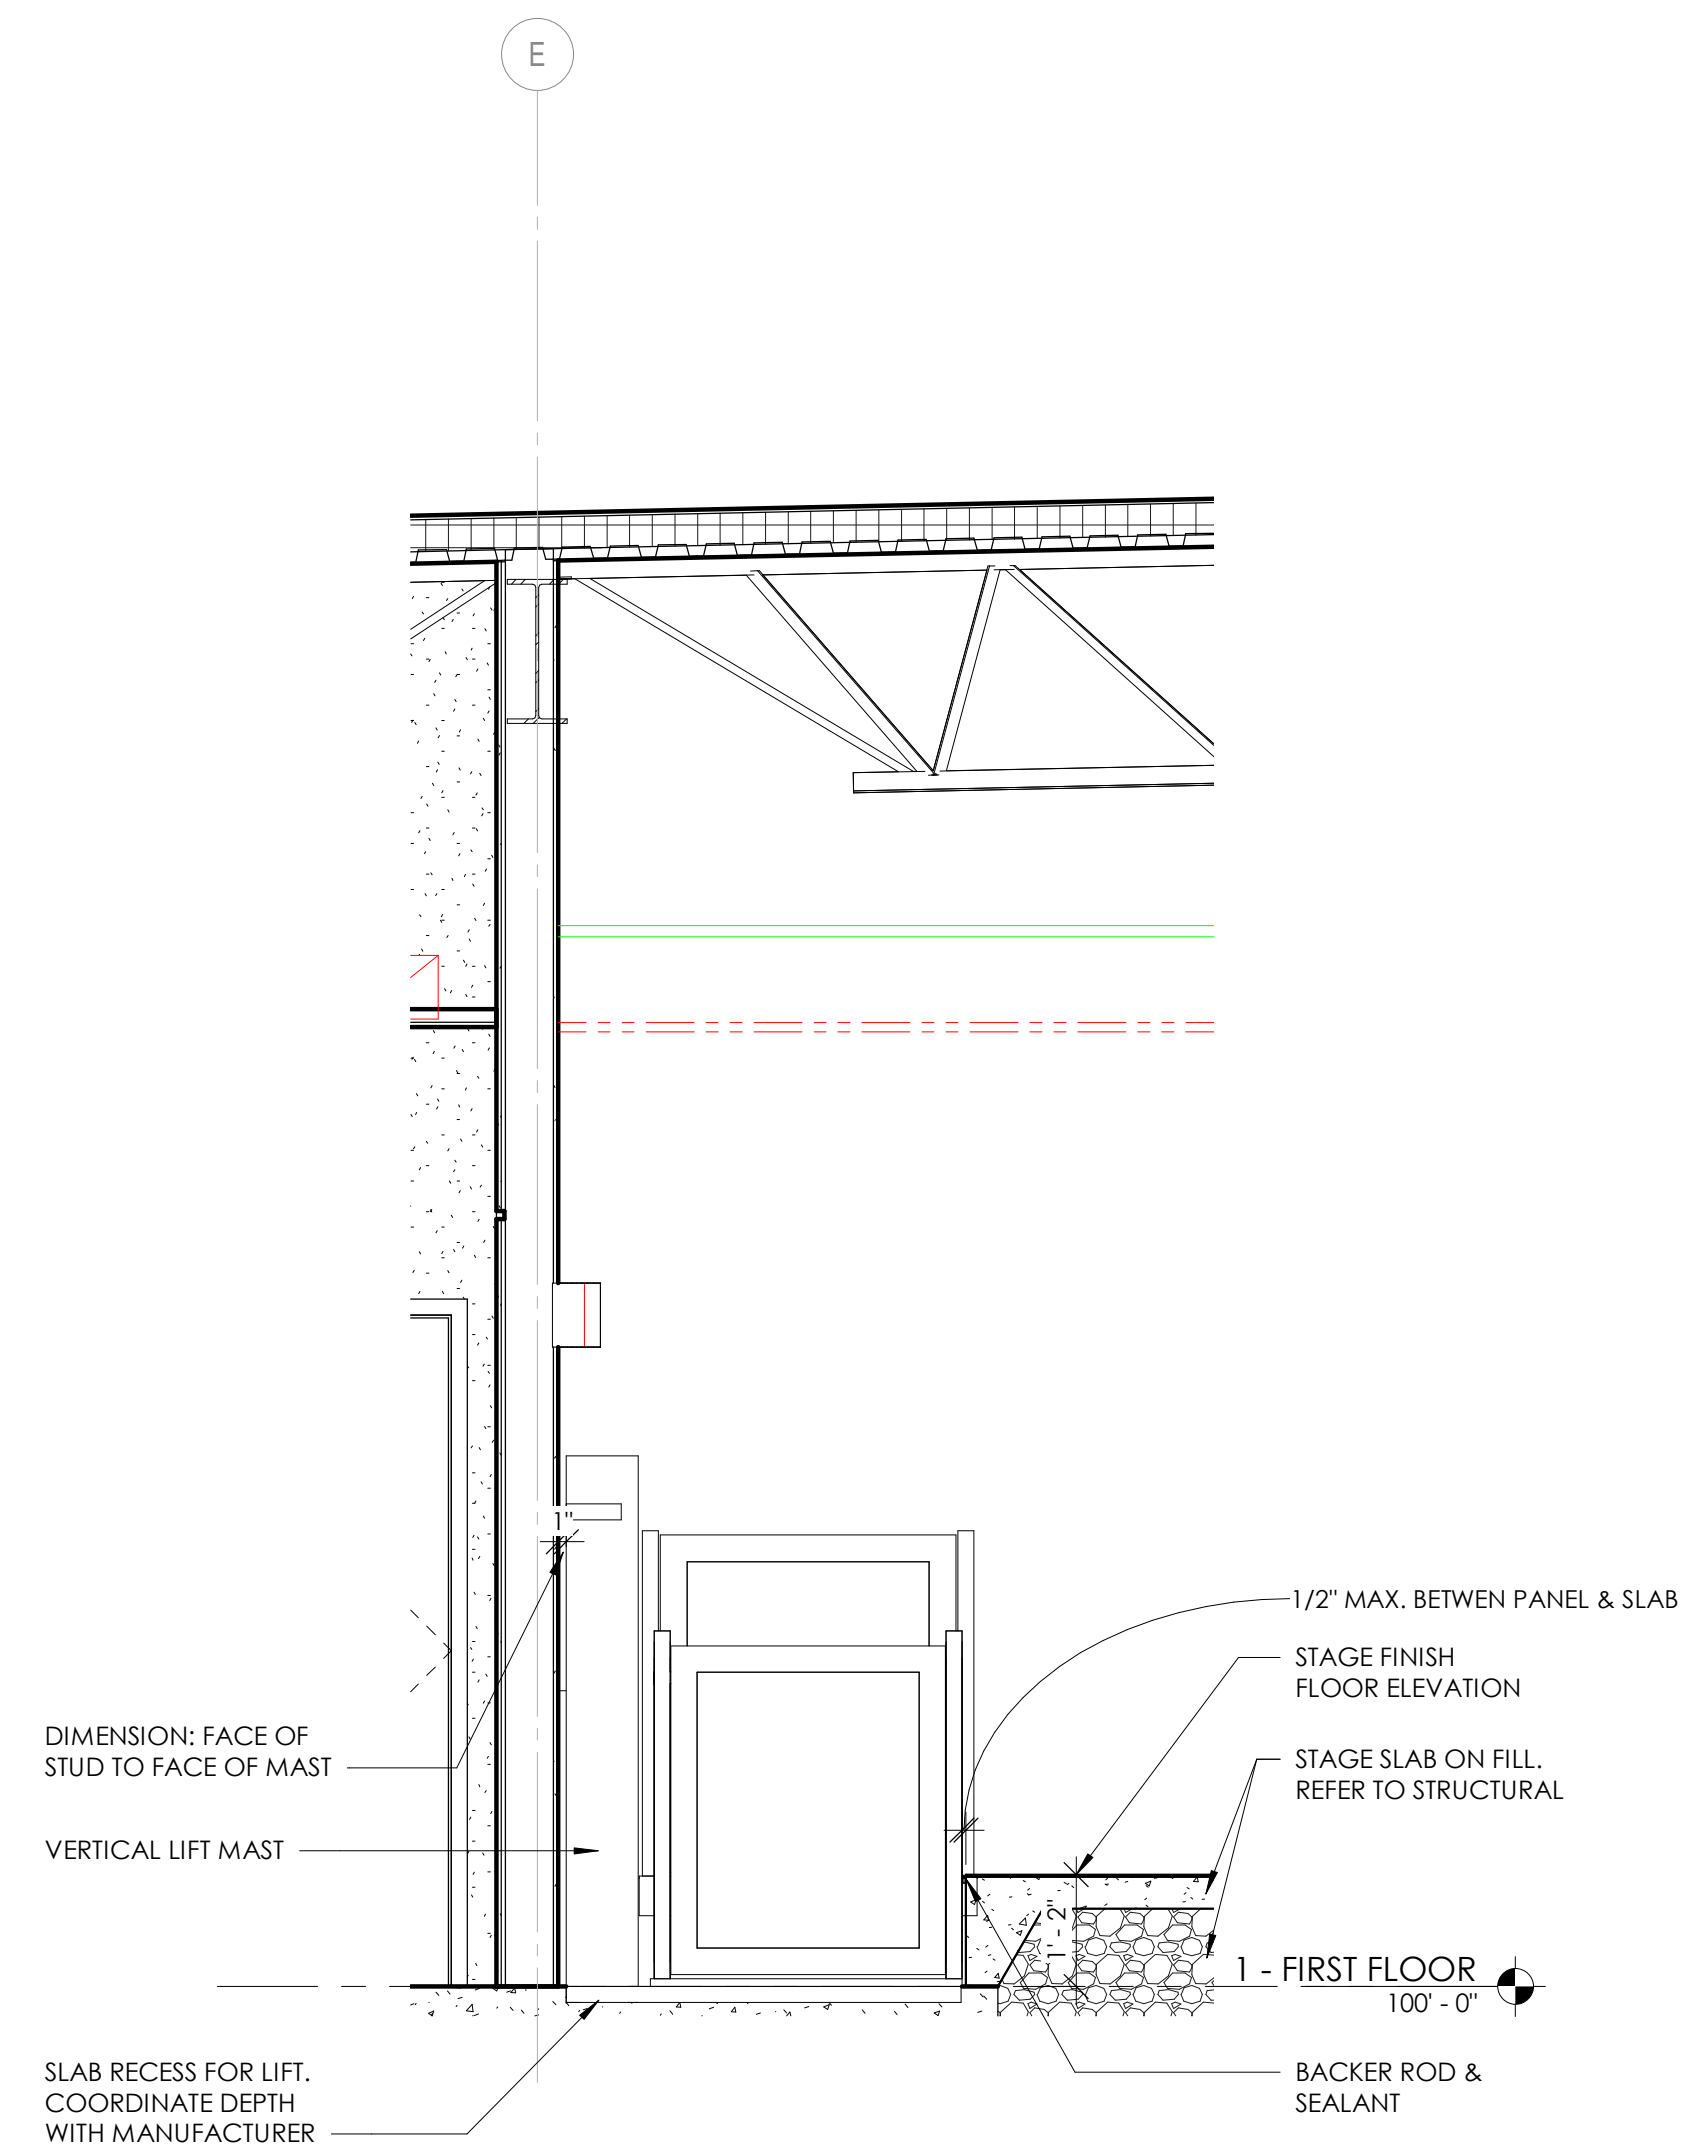 E
1"
1/2" MAX. BETWEN PANEL & SLAB
STAGE FINISH
FLOOR ELEVATION
DIMENSION: FACE OF
STUD TO FACE OF MAST
STAGE SLAB ON FILL.
REFER TO STRUCTURAL
VERTICAL LIFT MAST
1' - 2"
1 - FIRST FLOOR
100' - 0"
SLAB RECESS FOR LIFT.
COORDINATE DEPTH
WITH MANUFACTURER
BACKER ROD &
SEALANT